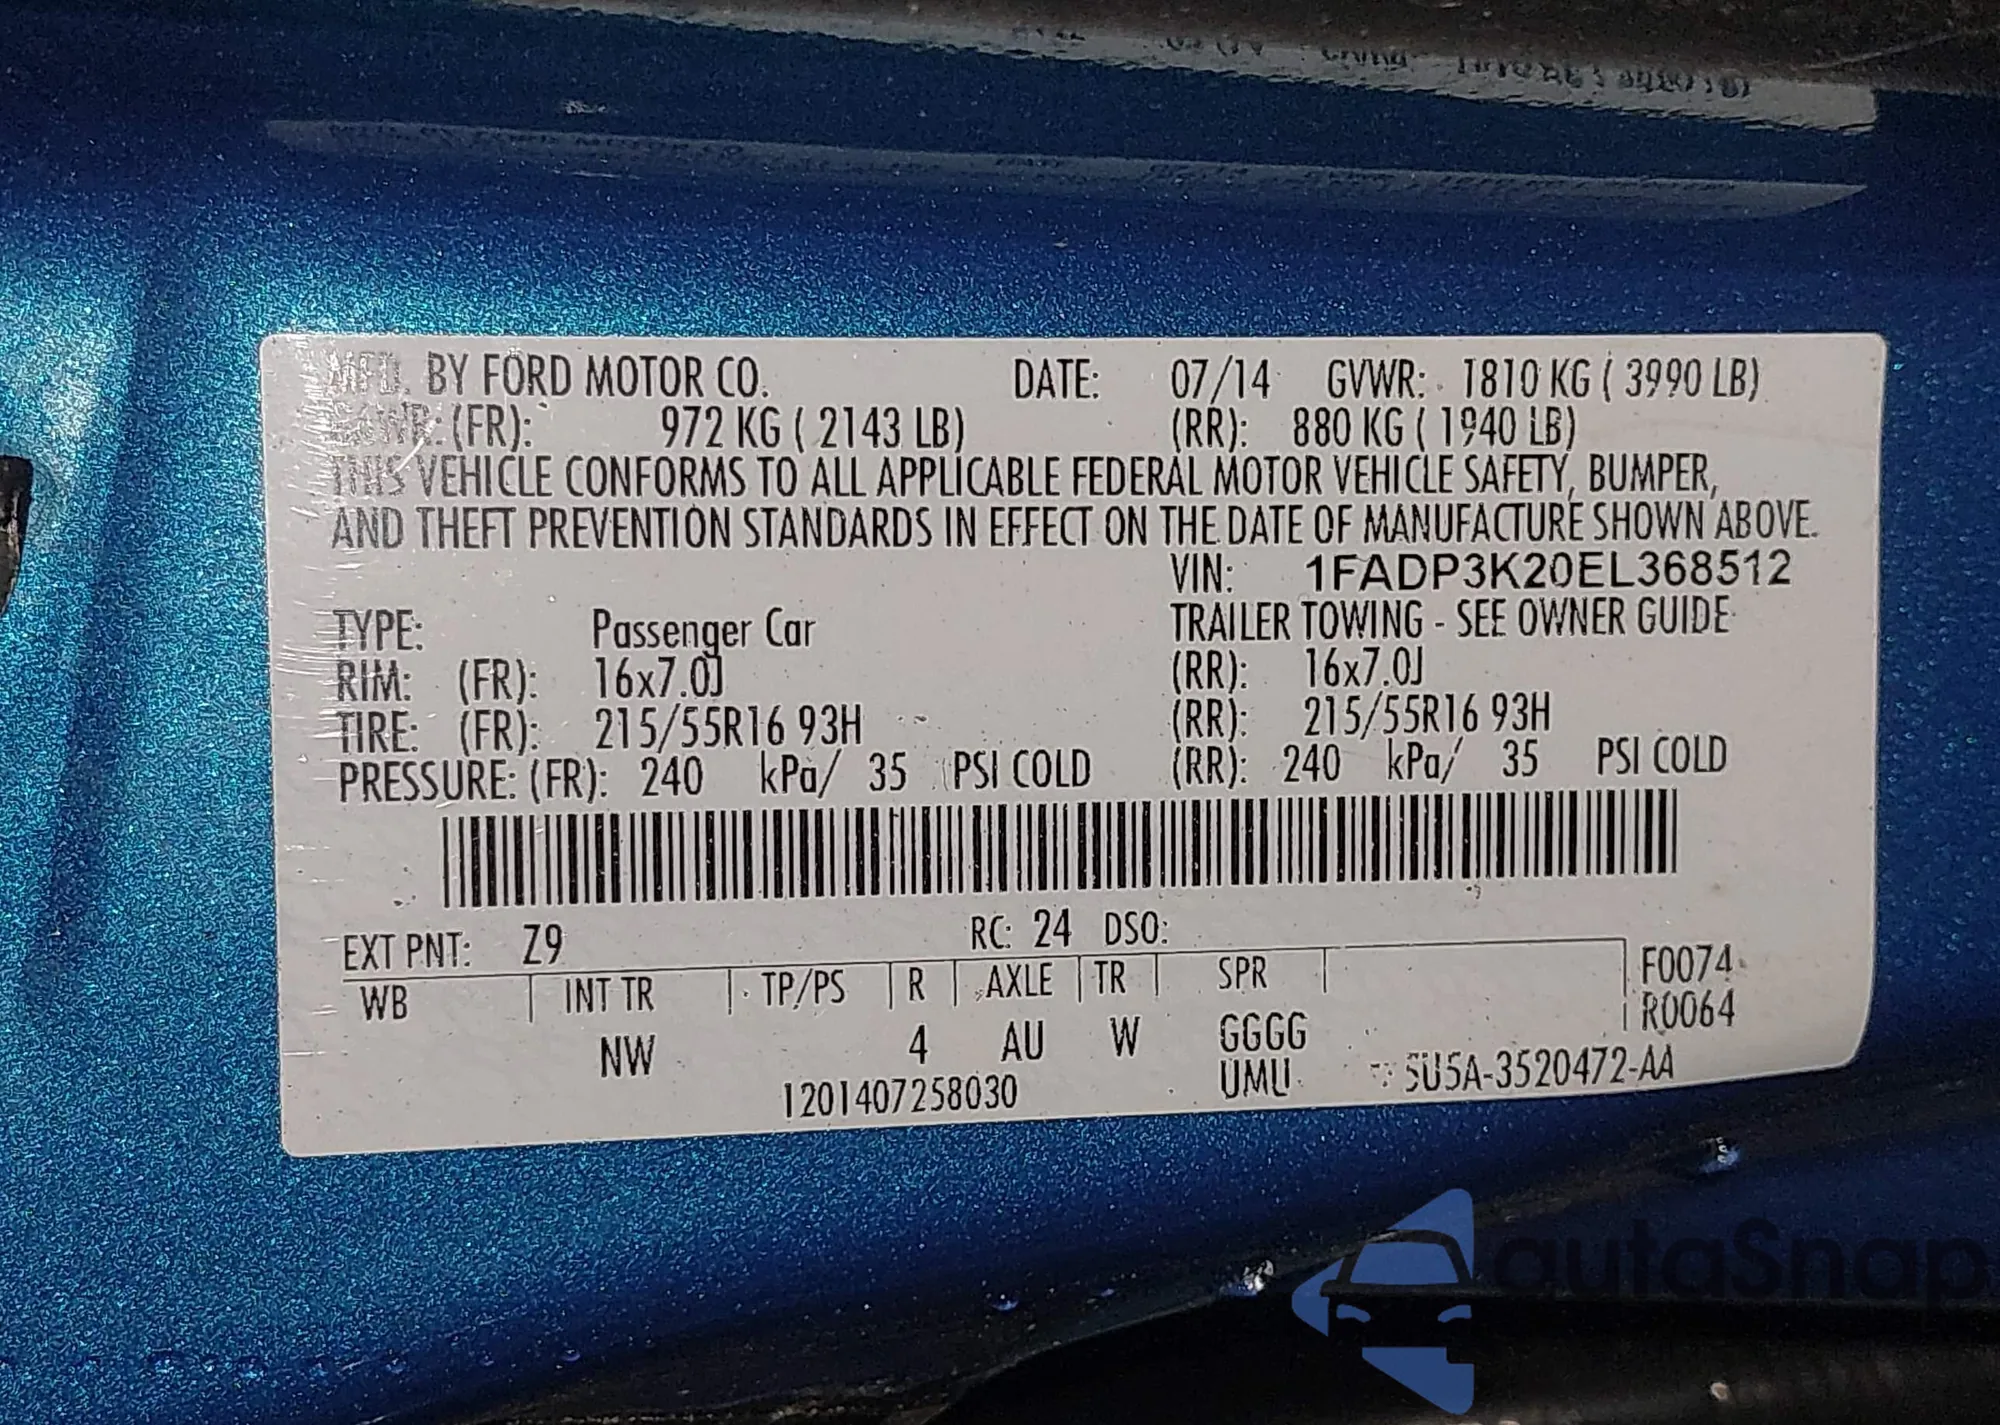 MFD. BY FORD MOTOR CO. DATE: 07/14 GVWR: 1810 KG ( 3990 LB)
GAWR: (FR): 972 KG ( 2143 LB) (RR): 880 KG ( 1940 LB)
THIS VEHICLE CONFORMS TO ALL APPLICABLE FEDERAL MOTOR VEHICLE SAFETY, BUMPER,
AND THEFT PREVENTION STANDARDS IN EFFECT ON THE DATE OF MANUFACTURE SHOWN ABOVE.
VIN: 1FADP3K20EL368512
TYPE: Passenger Car TRAILER TOWING - SEE OWNER GUIDE
RIM: (FR): 16x7.0J (RR): 16x7.0J
TIRE: (FR): 215/55R16 93H (RR): 215/55R16 93H
PRESSURE: (FR): 240 kPa/ 35 PSI COLD (RR): 240 kPa/ 35 PSI COLD
EXT PNT: Z9 RC: 24 DSO:
WB INT TR TP/PS R AXLE TR SPR F0074
R0064
NW 4 AU W GGGG
1201407258030 UMU 5U5A-3520472-AA
autaSnap